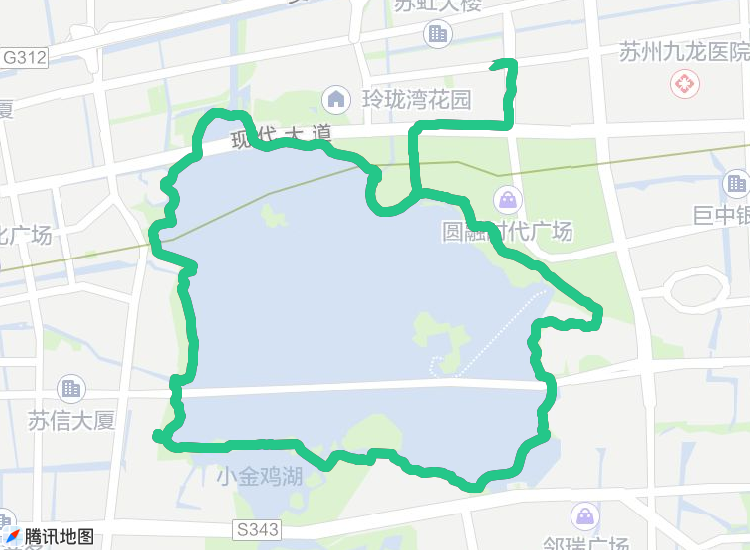 苏虹大楼
G312
苏州九龙医院
玲珑湾花园
现代大道
圆融时代广场
巨中银
北广场
苏信大厦
小金鸡湖
S343
邻瑞广场
腾讯地图